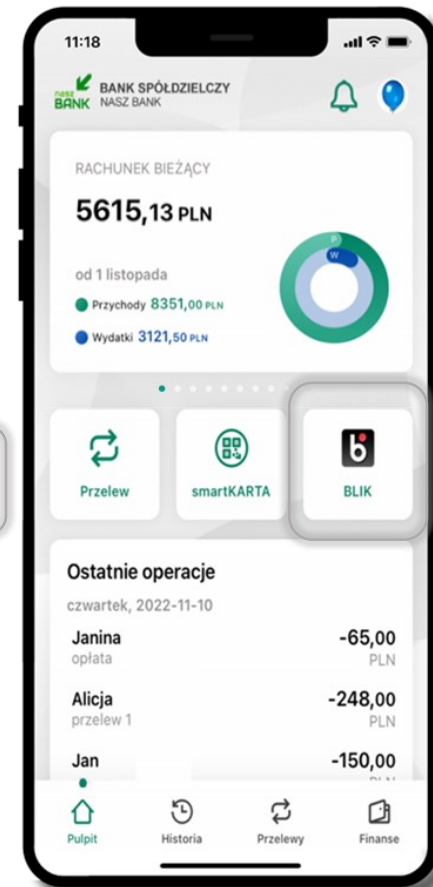 11:18
nasz BANK
BANK SPÓŁDZIELCZY
NASZ BANK
RACHUNEK BIEŻĄCY
5615,13 PLN
od 1 listopada
Przychody 8351,00 PLN
Wydatki 3121,50 PLN
P
W
b
Przelew
smartKARTA
BLIK
Ostatnie operacje
czwartek, 2022-11-10
Janina
-65,00
opłata
PLN
Alicja
-248,00
przelew 1
PLN
Jan
-150,00
Pulpit
Historia
Przelewy
Finanse